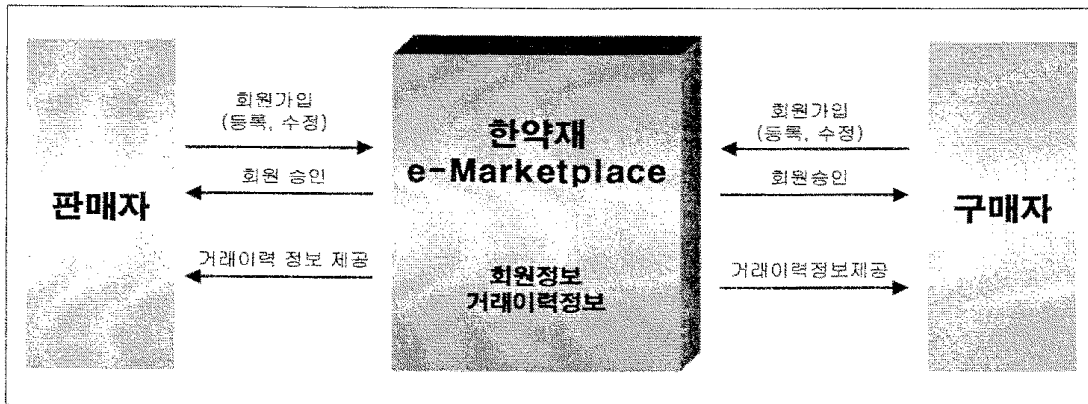 판매자
회원가입
(등록, 수정)
회원 승인
거래이력 정보 제공
한약재
e-Marketplace
회원정보
거래이력정보
회원가입
(등록, 수정)
회원승인
거래이력정보제공
구매자